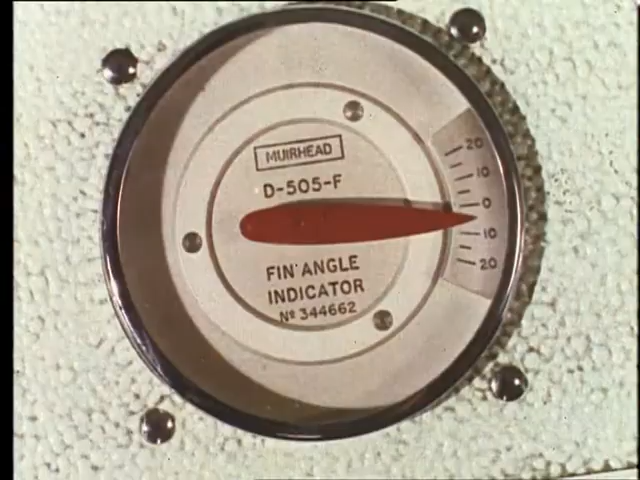 MUIRHEAD
D-505-F
20
10
0
10
20
FIN ANGLE
INDICATOR
Nº 344662